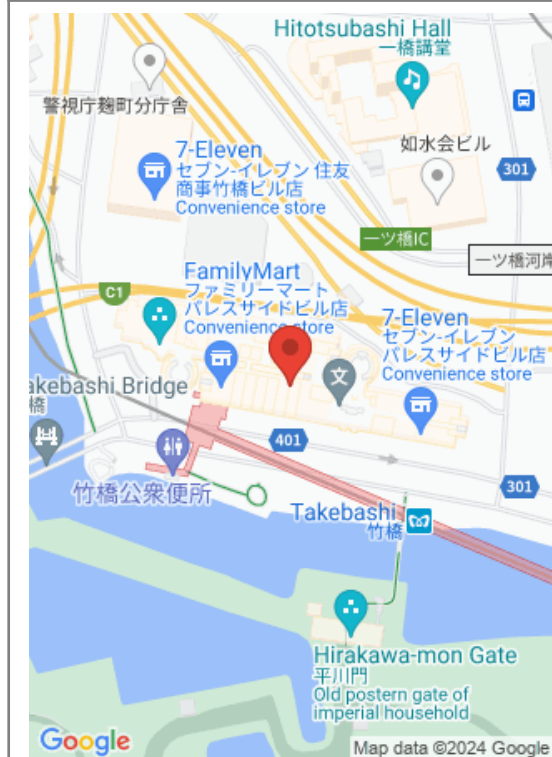 Hitotsubashi Hall
一橋講堂
警視庁麴町分庁舎
如水会ビル
7-Eleven
セブン-イレブン 住友
商事竹橋ビル店
Convenience store
301
一ツ橋IC
一ツ橋河岸
C1
FamilyMart
ファミリーマート
パレスサイドビル店
Convenience store
7-Eleven
セブン-イレブン
パレスサイドビル店
Convenience store
文
akebashi Bridge
橋
401
竹橋公衆便所
301
Takebashi
竹橋
Hirakawa-mon Gate
平川門
Old postern gate of
imperial household
Google
Map data ©2024 Google